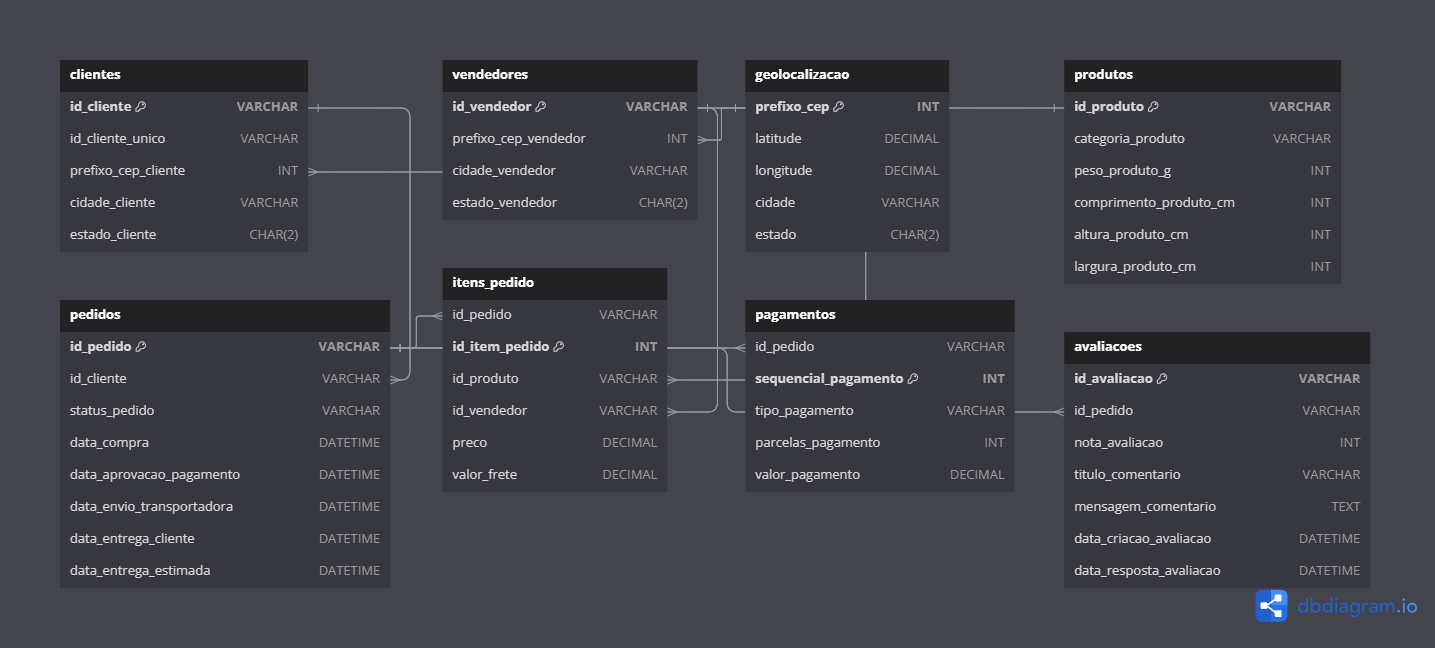 clientes
id_cliente VARCHAR
id_cliente_unico VARCHAR
prefixo_cep_cliente INT
cidade_cliente VARCHAR
estado_cliente CHAR(2)
vendedores
id_vendedor VARCHAR
prefixo_cep_vendedor INT
cidade_vendedor VARCHAR
estado_vendedor CHAR(2)
geolocalizacao
prefixo_cep INT
latitude DECIMAL
longitude DECIMAL
cidade VARCHAR
estado CHAR(2)
produtos
id_produto VARCHAR
categoria_produto VARCHAR
peso_produto_g INT
comprimento_produto_cm INT
altura_produto_cm INT
largura_produto_cm INT
pedidos
id_pedido VARCHAR
id_cliente VARCHAR
status_pedido VARCHAR
data_compra DATETIME
data_aprovacao_pagamento DATETIME
data_envio_transportadora DATETIME
data_entrega_cliente DATETIME
data_entrega_estimada DATETIME
itens_pedido
id_pedido VARCHAR
id_item_pedido INT
id_produto VARCHAR
id_vendedor VARCHAR
preco DECIMAL
valor_frete DECIMAL
pagamentos
id_pedido VARCHAR
sequencial_pagamento INT
tipo_pagamento VARCHAR
parcelas_pagamento INT
valor_pagamento DECIMAL
avaliacoes
id_avaliacao VARCHAR
id_pedido VARCHAR
nota_avaliacao INT
titulo_comentario VARCHAR
mensagem_comentario TEXT
data_criacao_avaliacao DATETIME
data_resposta_avaliacao DATETIME
dbdiagram.io